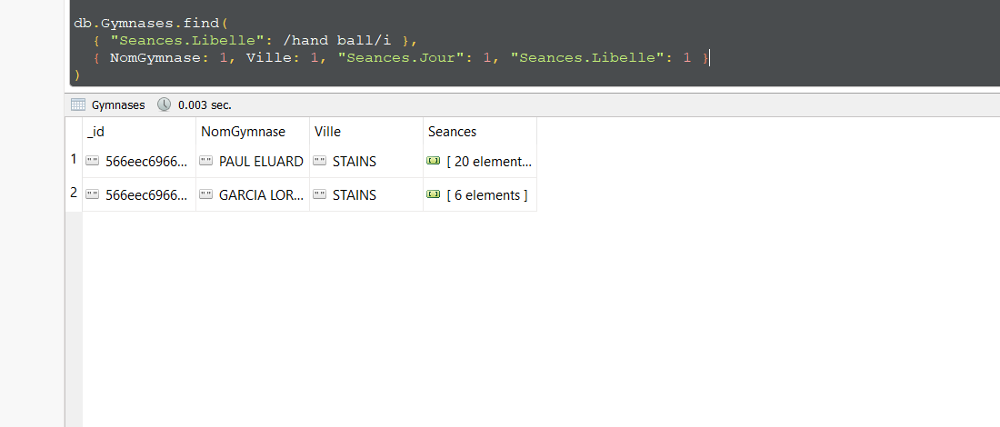 db.Gymnases.find(
{ "Seances.Libelle": /hand ball/i },
{ NomGymnase: 1, Ville: 1, "Seances.Jour": 1, "Seances.Libelle": 1 }
)
Gymnases 0.003 sec.
_id NomGymnase Ville Seances
1 566eec6966... PAUL ELUARD STAINS [ 20 element...
2 566eec6966... GARCIA LOR... STAINS [ 6 elements ]